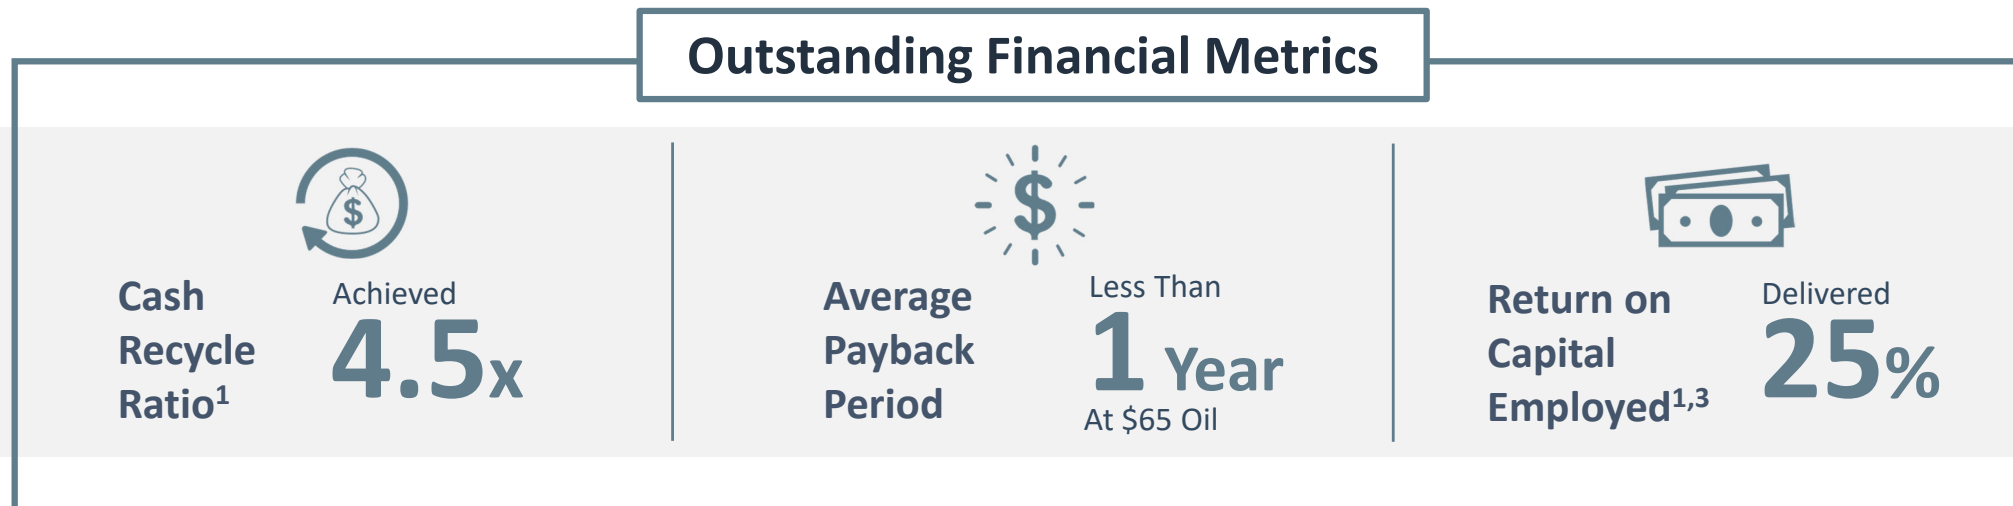 Outstanding Financial Metrics
$
Cash
Recycle
Ratio¹
Achieved
4.5x
$
Average
Payback
Period
Less Than
1 Year
At $65 Oil
Return on
Capital
Employed¹,³
Delivered
25%